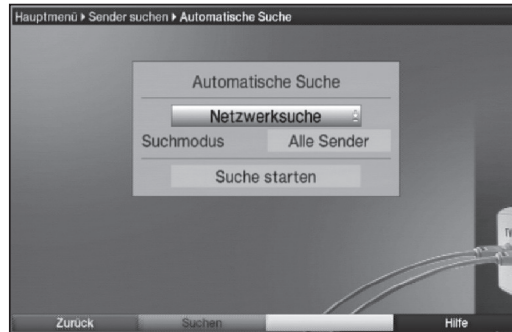 Hauptmenü ▸ Sender suchen ▸ Automatische Suche
Automatische Suche
Netzwerksuche
Suchmodus Alle Sender
Suche starten
Zurück Suchen Hilfe